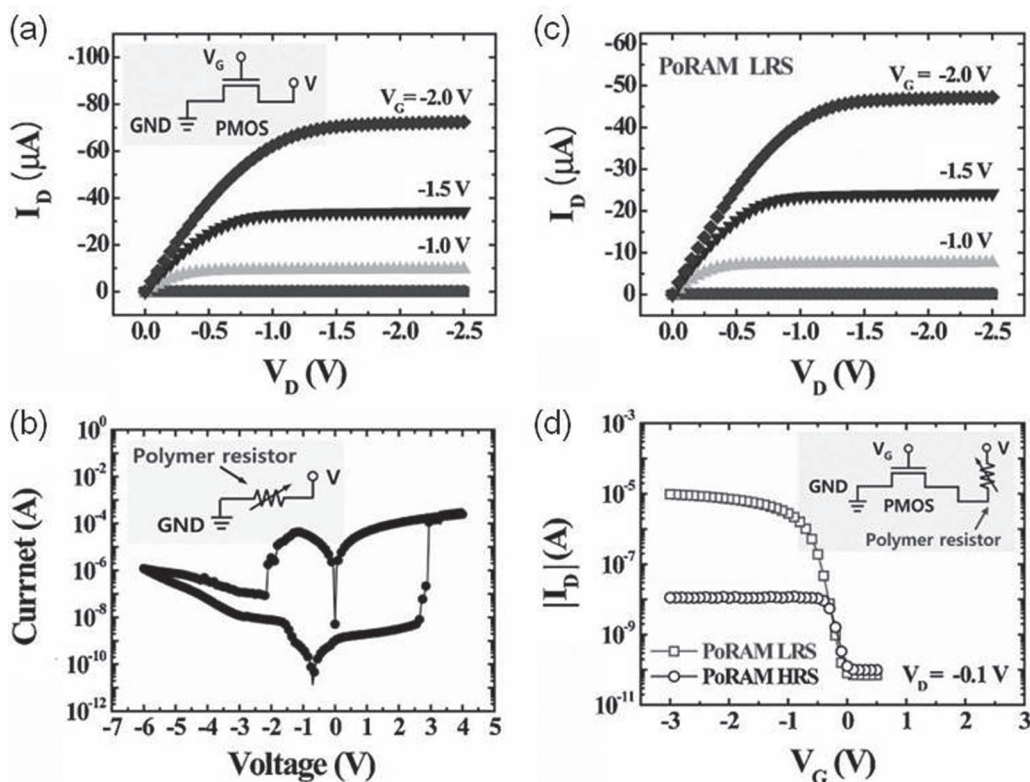 (a)
-100
-80
-60
-40
-20
0
I_D (μA)
V_G
V
GND
PMOS
V_G = -2.0 V
-1.5 V
-1.0 V
0.0 -0.5 -1.0 -1.5 -2.0 -2.5
V_D (V)
(c)
-60
-50
-40
-30
-20
-10
0
I_D (μA)
PoRAM LRS
V_G = -2.0 V
-1.5 V
-1.0 V
0.0 -0.5 -1.0 -1.5 -2.0 -2.5
V_D (V)
(b)
10^0
10^-2
10^-4
10^-6
10^-8
10^-10
10^-12
Currnet (A)
Polymer resistor
V
GND
-7 -6 -5 -4 -3 -2 -1 0 1 2 3 4 5
Voltage (V)
(d)
10^-3
10^-5
10^-7
10^-9
10^-11
|I_D|(A)
V_G
V
GND
PMOS
Polymer resistor
PoRAM LRS
PoRAM HRS
V_D = -0.1 V
-3 -2 -1 0 1 2 3
V_G (V)